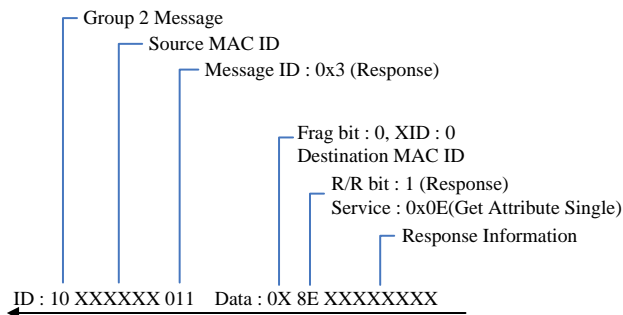 Group 2 Message
Source MAC ID
Message ID : 0x3 (Response)
Frag bit : 0, XID : 0
Destination MAC ID
R/R bit : 1 (Response)
Service : 0x0E(Get Attribute Single)
Response Information
ID : 10 XXXXXX 011 Data : 0X 8E XXXXXXXX